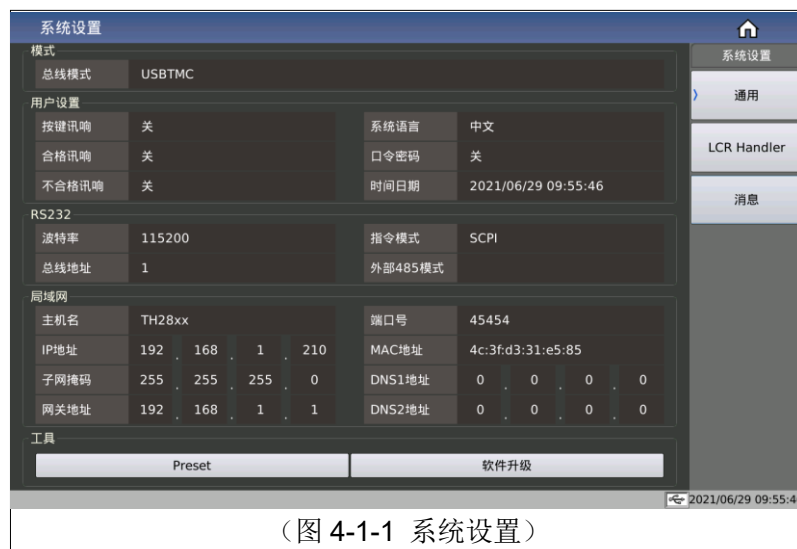 系统设置
模式
系统设置
总线模式 USBTMC
通用
用户设置
按键讯响 关 系统语言 中文
合格讯响 关 口令密码 关
LCR Handler
不合格讯响 关 时间日期 2021/06/29 09:55:46
消息
RS232
波特率 115200 指令模式 SCPI
总线地址 1 外部485模式
局域网
主机名 TH28xx 端口号 45454
IP地址 192 . 168 . 1 . 210 MAC地址 4c:3f:d3:31:e5:85
子网掩码 255 . 255 . 255 . 0 DNS1地址 0 . 0 . 0 . 0
网关地址 192 . 168 . 1 . 1 DNS2地址 0 . 0 . 0 . 0
工具
Preset 软件升级
2021/06/29 09:55:4
（图 4-1-1 系统设置）